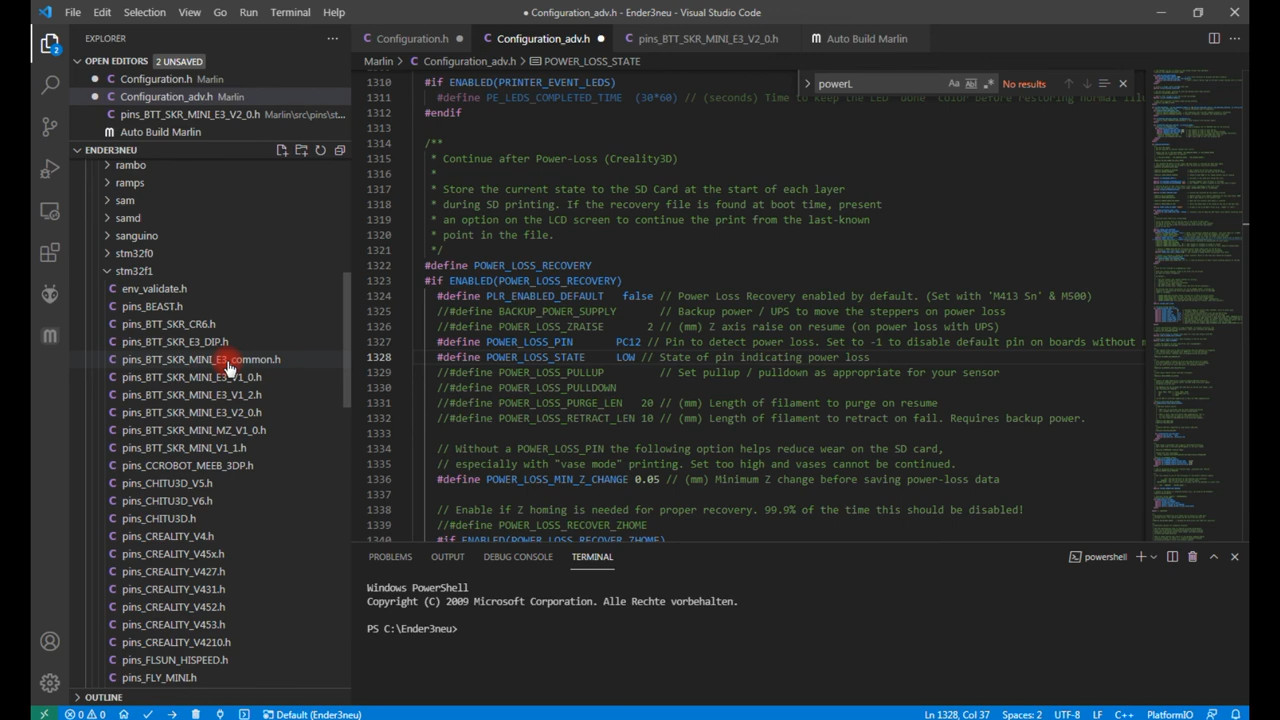 File Edit Selection View Go Run Terminal Help
● Configuration_adv.h - Ender3neu - Visual Studio Code
EXPLORER
OPEN EDITORS 2 UNSAVED
Configuration.h Marlin
Configuration_adv.h Marlin
pins_BTT_SKR_MINI_E3_V2_0.h Marlin\src\pins\st...
Auto Build Marlin
ENDER3NEU
rambo
ramps
sam
samd
sanguino
stm32f0
stm32f1
env_validate.h
pins_BEAST.h
pins_BTT_SKR_CR6.h
pins_BTT_SKR_E3_DIP.h
pins_BTT_SKR_MINI_E3_common.h
pins_BTT_SKR_MINI_E3_V1_0.h
pins_BTT_SKR_MINI_E3_V1_2.h
pins_BTT_SKR_MINI_E3_V2_0.h
pins_BTT_SKR_MINI_MZ_V1_0.h
pins_BTT_SKR_MINI_V1_1.h
pins_CCROBOT_MEEB_3DP.h
pins_CHITU3D_V5.h
pins_CHITU3D_V6.h
pins_CHITU3D.h
pins_CREALITY_V4.h
pins_CREALITY_V45x.h
pins_CREALITY_V427.h
pins_CREALITY_V431.h
pins_CREALITY_V452.h
pins_CREALITY_V453.h
pins_CREALITY_V4210.h
pins_FLSUN_HISPEED.h
pins_FLY_MINI.h
OUTLINE
Configuration.h
Configuration_adv.h
pins_BTT_SKR_MINI_E3_V2_0.h
Auto Build Marlin
Marlin > Configuration_adv.h > POWER_LOSS_STATE
powerL
No results
1310 #if ENABLED(PRINTER_EVENT_LEDS)
1311 #define PE_LEDS_COMPLETED_TIME (30*60) // Time to keep the LED color before restoring normal
1312 #endif
1313
1314 /**
1315 * Continue after Power-Loss (Creality3D)
1316 *
1317 * Store the current state to the SD Card at the start of each layer
1318 * during SD printing. If the recovery file is found at boot time, present
1319 * an option on the LCD screen to continue the print from the last-known
1320 * point in the file.
1321 */
1322 #define POWER_LOSS_RECOVERY
1323 #if ENABLED(POWER_LOSS_RECOVERY)
1324 #define PLR_ENABLED_DEFAULT false // Power Loss Recovery enabled by default. (Set with 'M413 Sn' & M500)
1325 //#define BACKUP_POWER_SUPPLY // Backup power / UPS to move the steppers on power loss
1326 //#define POWER_LOSS_ZRAISE 2 // (mm) Z axis raise on resume (on power loss with UPS)
1327 #define POWER_LOSS_PIN PC12 // Pin to detect power loss. Set to -1 to disable default pin on boards without
1328 #define POWER_LOSS_STATE LOW // State of pin indicating power loss
1329 //#define POWER_LOSS_PULLUP // Set pullup / pulldown as appropriate for your sensor
1330 //#define POWER_LOSS_PULLDOWN
1331 //#define POWER_LOSS_PURGE_LEN 20 // (mm) Length of filament to purge on resume
1332 //#define POWER_LOSS_RETRACT_LEN 10 // (mm) Length of filament to retract on fail. Requires backup power.
1333
1334 // Without a POWER_LOSS_PIN the following option helps reduce wear on the SD card,
1335 // especially with "vase mode" printing. Set too high and vases cannot be continued.
1336 #define POWER_LOSS_MIN_Z_CHANGE 0.05 // (mm) Minimum Z change before saving power-loss data
1337
1338 // Enable if Z homing is needed for proper recovery. 99.9% of the time this should be disabled!
1339 //#define POWER_LOSS_RECOVER_ZHOME
1340 #if ENABLED(POWER_LOSS_RECOVER_ZHOME)
PROBLEMS OUTPUT DEBUG CONSOLE TERMINAL
powershell
Windows PowerShell
Copyright (C) 2009 Microsoft Corporation. Alle Rechte vorbehalten.
PS C:\Ender3neu>
0 0 Default (Ender3neu)
Ln 1328, Col 37 Spaces: 2 UTF-8 LF C++ PlatformIO